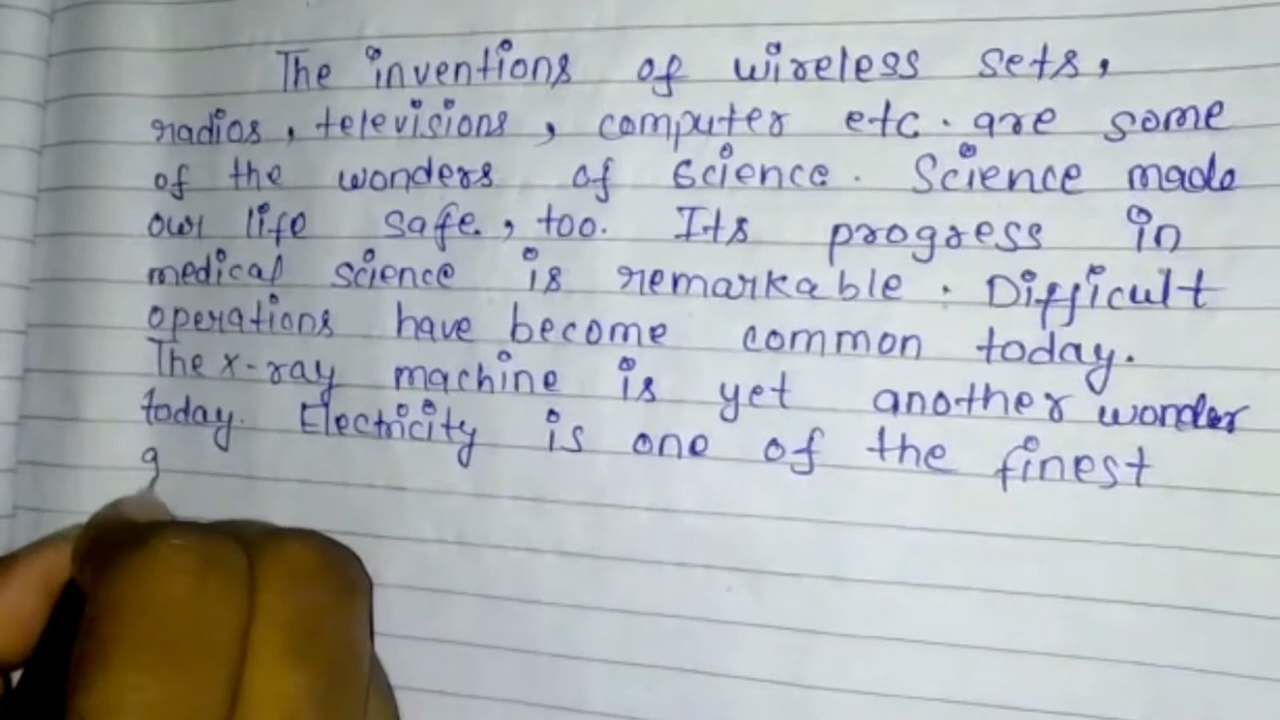 The inventions of wireless sets,
radios, televisions, computer etc. are some
of the wonders of science. Science made
our life safe, too. Its progress in
medical science is remarkable. Difficult
operations have become common today.
The x-ray machine is yet another wonder
today. Electricity is one of the finest
g